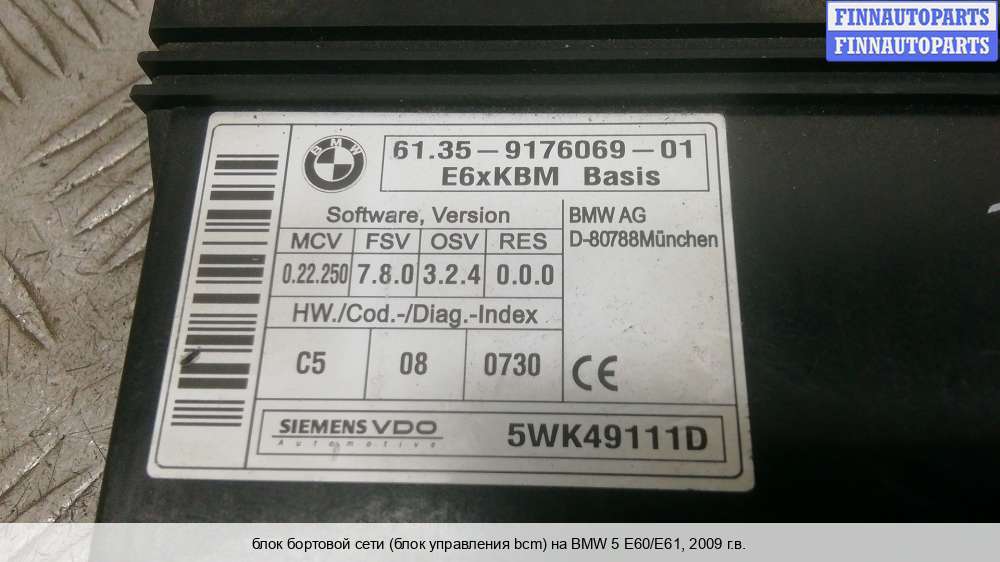 FINNAUTOPARTS
FINNAUTOPARTS
BMW
61.35-9176069-01
E6xKBM Basis
Software, Version
MCV FSV OSV RES
0.22.250 7.8.0 3.2.4 0.0.0
BMW AG
D-80788München
HW./Cod.-/Diag.-Index
C5 08 0730
CE
SIEMENS VDO
Automotive
5WK49111D
блок бортовой сети (блок управления bcm) на BMW 5 E60/E61, 2009 г.в.